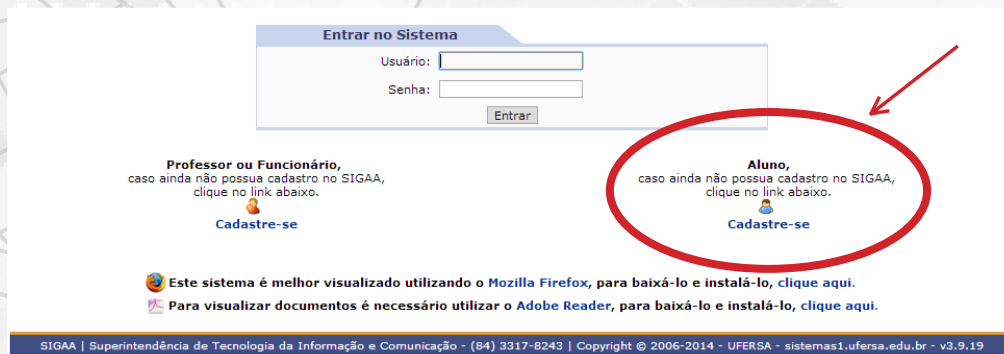 Entrar no Sistema
Usuário:
Senha:
Entrar
Professor ou Funcionário,
caso ainda não possua cadastro no SIGAA,
clique no link abaixo.
Cadastre-se
Aluno,
caso ainda não possua cadastro no SIGAA,
clique no link abaixo.
Cadastre-se
Este sistema é melhor visualizado utilizando o Mozilla Firefox, para baixá-lo e instalá-lo, clique aqui.
Para visualizar documentos é necessário utilizar o Adobe Reader, para baixá-lo e instalá-lo, clique aqui.
SIGAA | Superintendência de Tecnologia da Informação e Comunicação - (84) 3317-8243 | Copyright © 2006-2014 - UFERSA - sistemas1.ufersa.edu.br - v3.9.19